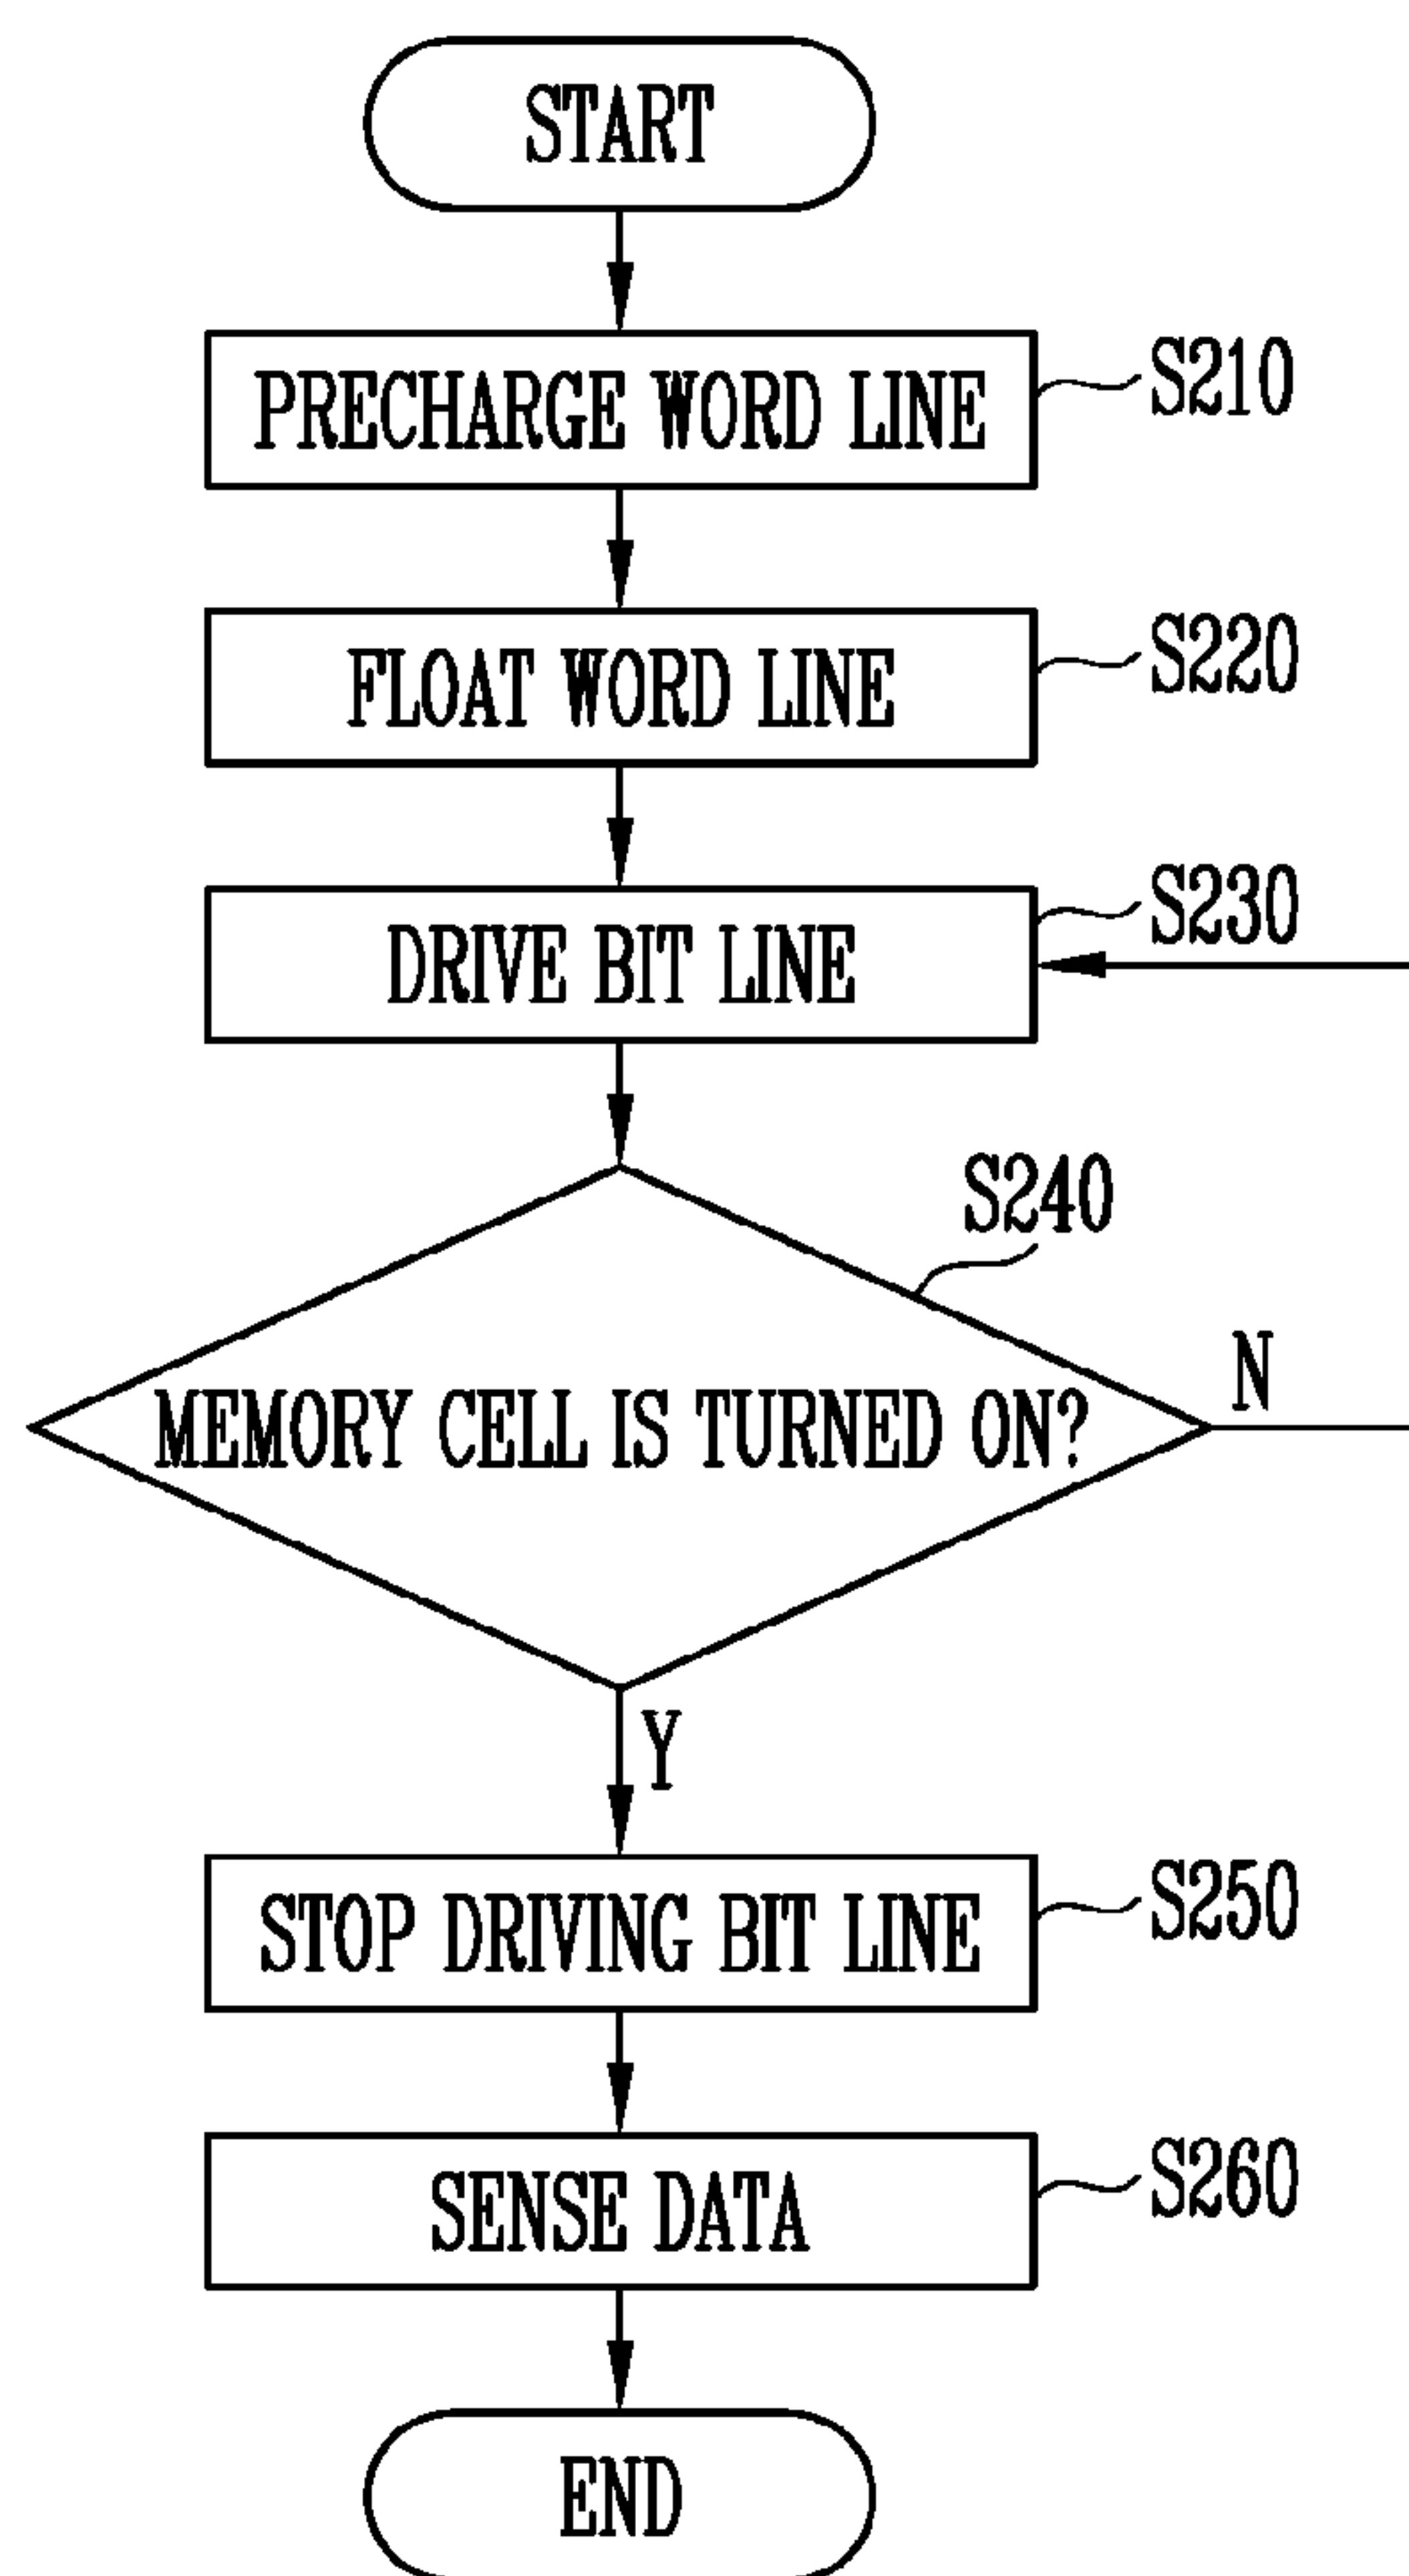 START
PRECHARGE WORD LINE
S210
FLOAT WORD LINE
S220
DRIVE BIT LINE
S230
S240
MEMORY CELL IS TURNED ON?
N
Y
STOP DRIVING BIT LINE
S250
SENSE DATA
S260
END